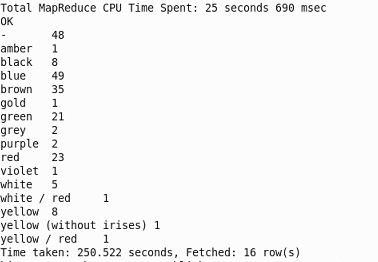 Total MapReduce CPU Time Spent: 25 seconds 690 msec
OK
-	48
amber	1
black	8
blue	49
brown	35
gold	1
green	21
grey	2
purple	2
red	23
violet	1
white	5
white / red	1
yellow	8
yellow (without irises)	1
yellow / red	1
Time taken: 250.522 seconds, Fetched: 16 row(s)